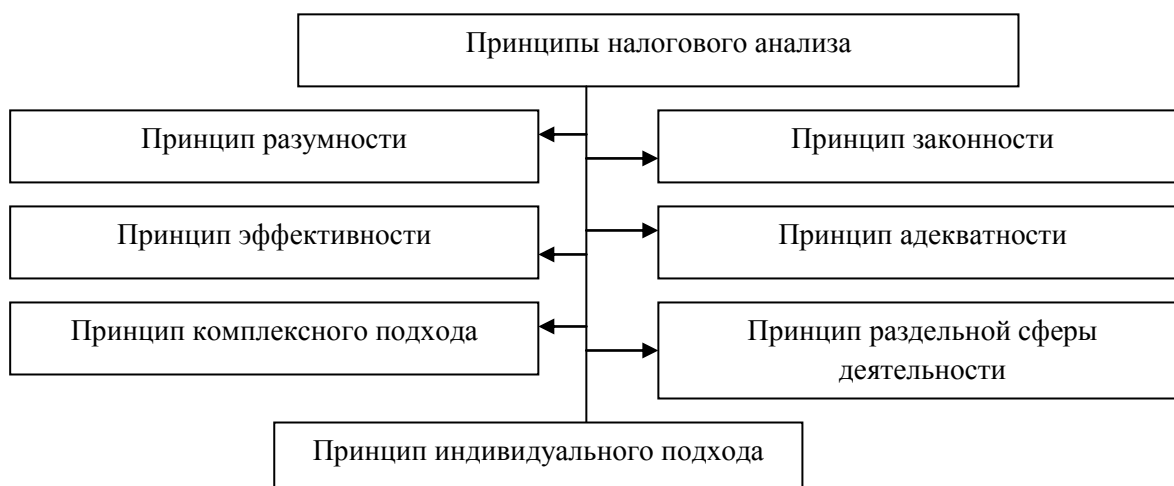 Принципы налогового анализа
Принцип разумности
Принцип законности
Принцип эффективности
Принцип адекватности
Принцип комплексного подхода
Принцип раздельной сферы
деятельности
Принцип индивидуального подхода